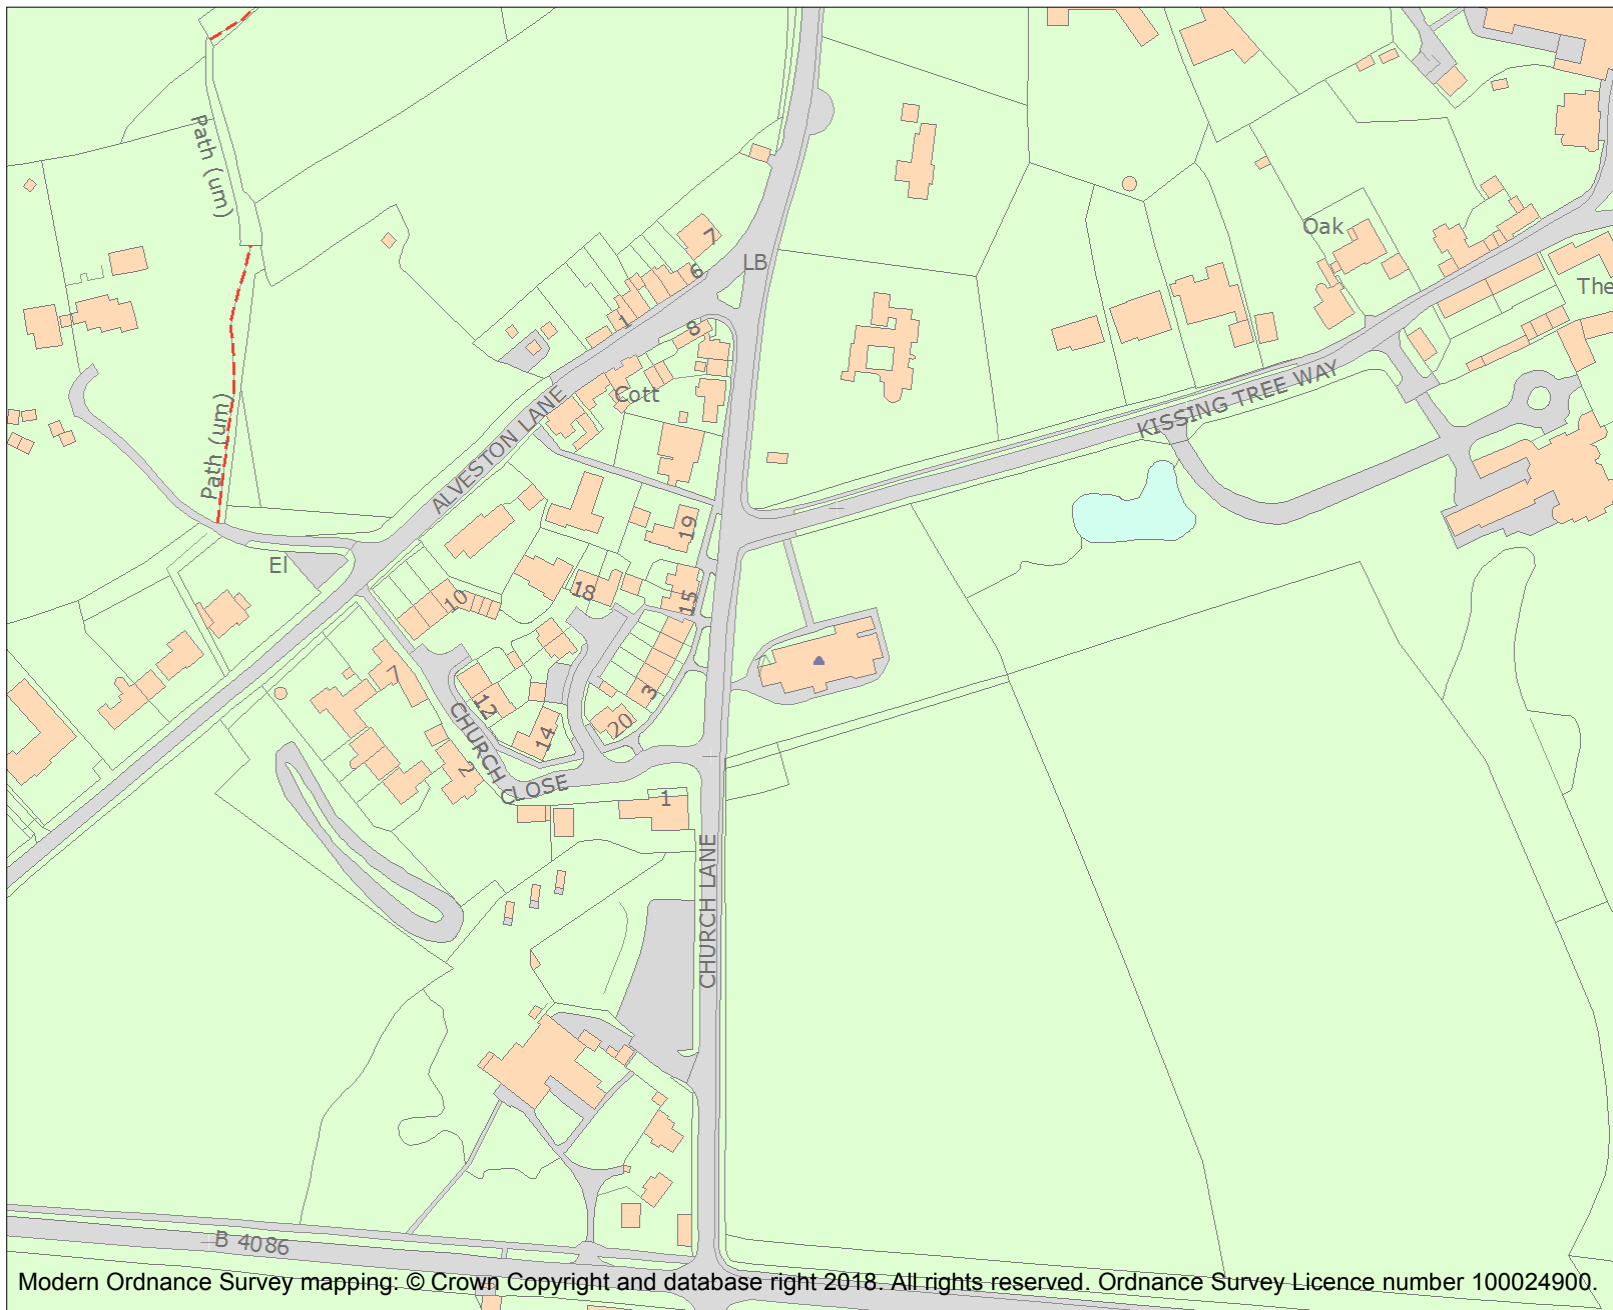 Path (um)
Oak
7
LB
6
The
1
8
Cott
KISSING TREE WAY
ALVESTON LANE
Path (um)
19
El
18
10
15
7
3
12
20
14
CHURCH
CLOSE
2
1
CHURCH LANE
B 4086
Modern Ordnance Survey mapping: © Crown Copyright and database right 2018. All rights reserved. Ordnance Survey Licence number 100024900.